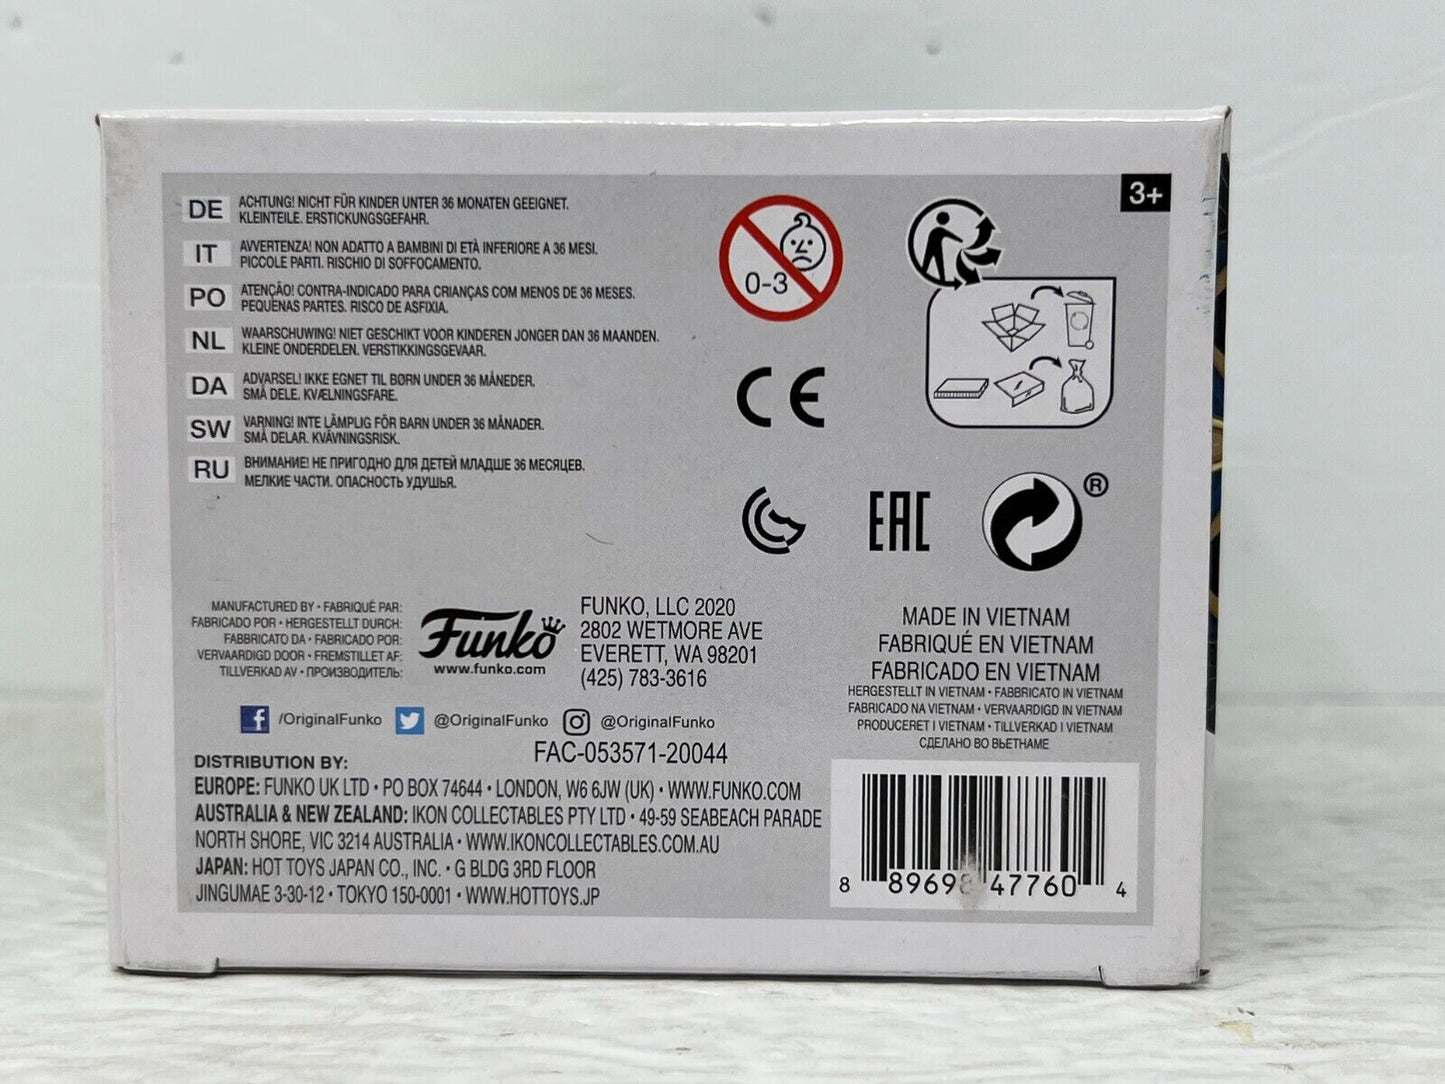 3+
DE ACHTUNG! NICHT FÜR KINDER UNTER 36 MONATEN GEEIGNET.
KLEINTEILE. ERSTICKUNGSGEFAHR.
IT AVVERTENZA! NON ADATTO A BAMBINI DI ETÀ INFERIORE A 36 MESI.
PICCOLE PARTI. RISCHIO DI SOFFOCAMENTO.
PO ATENÇÃO! CONTRA-INDICADO PARA CRIANÇAS COM MENOS DE 36 MESES.
PEQUENAS PARTES. RISCO DE ASFIXIA.
NL WAARSCHUWING! NIET GESCHIKT VOOR KINDEREN JONGER DAN 36 MAANDEN.
KLEINE ONDERDELEN. VERSTIKKINGSGEVAAR.
DA ADVARSEL! IKKE EGNET TIL BØRN UNDER 36 MÅNEDER.
SMÅ DELE. KVÆLNINGSFARE.
SW VARNING! INTE LÄMPLIG FÖR BARN UNDER 36 MÅNADER.
SMÅ DELAR. KVÄVNINGSRISK.
RU ВНИМАНИЕ! НЕ ПРИГОДНО ДЛЯ ДЕТЕЙ МЛАДШЕ 36 МЕСЯЦЕВ.
МЕЛКИЕ ЧАСТИ. ОПАСНОСТЬ УДУШЬЯ.
0-3
CE
EAC
®
MANUFACTURED BY • FABRIQUÉ PAR:
FABRICADO POR • HERGESTELLT DURCH:
FABBRICATO DA • FABRICADO POR:
VERVAARDIGD DOOR • FREMSTILLET AF:
TILLVERKAD AV • ПРОИЗВОДИТЕЛЬ:
Funko
www.funko.com
FUNKO, LLC 2020
2802 WETMORE AVE
EVERETT, WA 98201
(425) 783-3616
MADE IN VIETNAM
FABRIQUÉ EN VIETNAM
FABRICADO EN VIETNAM
HERGESTELLT IN VIETNAM • FABBRICATO IN VIETNAM
FABRICADO NA VIETNAM • VERVAARDIGD IN VIETNAM
PRODUCERET I VIETNAM • TILLVERKAD I VIETNAM
СДЕЛАНО ВО ВЬЕТНАМЕ
f /OriginalFunko @OriginalFunko @OriginalFunko
FAC-053571-20044
DISTRIBUTION BY:
EUROPE: FUNKO UK LTD • PO BOX 74644 • LONDON, W6 6JW (UK) • WWW.FUNKO.COM
AUSTRALIA & NEW ZEALAND: IKON COLLECTABLES PTY LTD • 49-59 SEABEACH PARADE
NORTH SHORE, VIC 3214 AUSTRALIA • WWW.IKONCOLLECTABLES.COM.AU
JAPAN: HOT TOYS JAPAN CO., INC. • G BLDG 3RD FLOOR
JINGUMAE 3-30-12 • TOKYO 150-0001 • WWW.HOTTOYS.JP
8 89698 47760 4